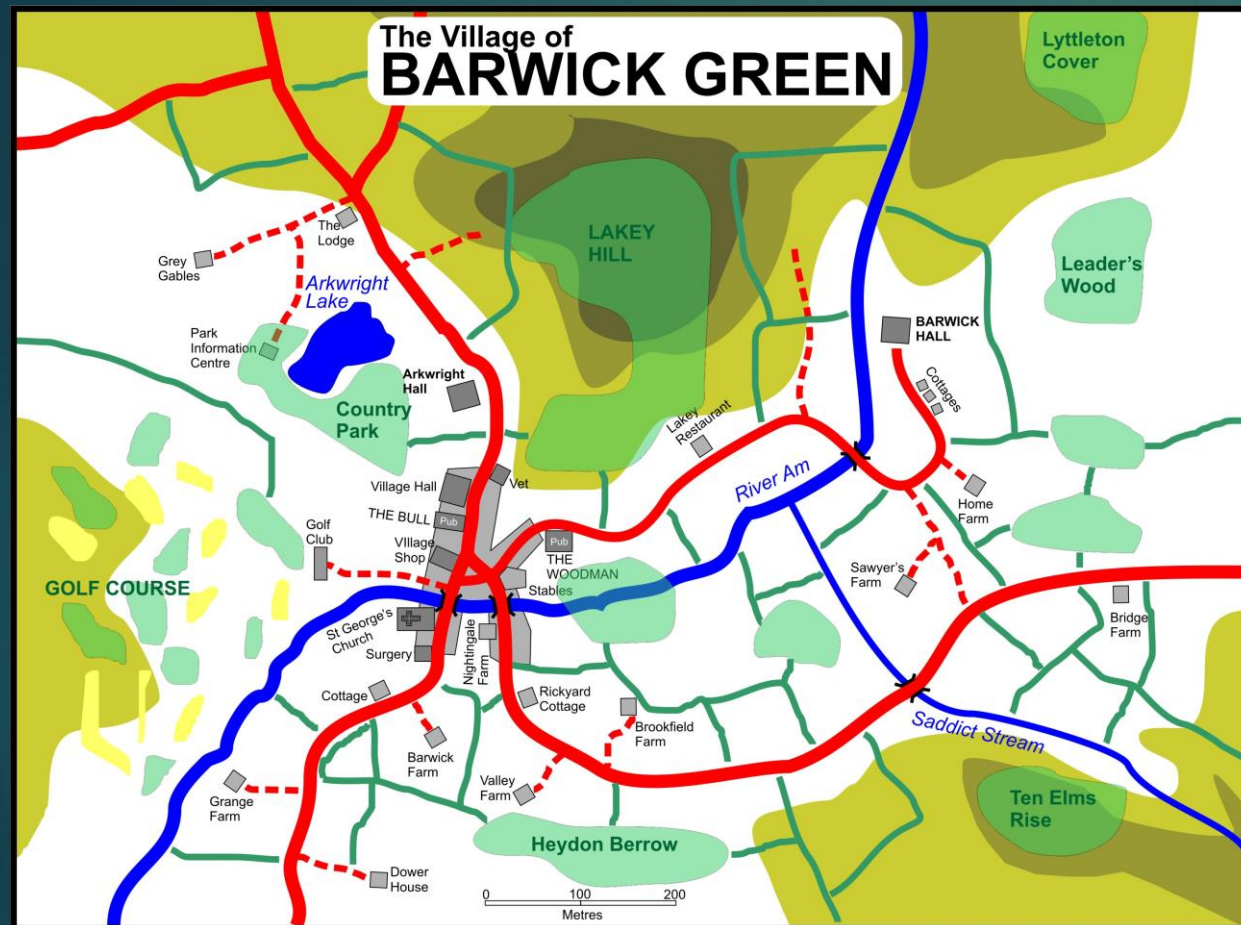 The Village of
BARWICK GREEN
Lyttleton
Cover
The
Lodge
LAKEY
HILL
Grey
Gables
Arkwright
Lake
Leader's
Wood
Park
Information
Centre
BARWICK
HALL
Arkwright
Hall
Cottages
Country
Park
Lakey
Restaurant
Vet
Village Hall
River Am
Home
Farm
THE BULL
Pub
Golf
Club
VIllage
Shop
Pub
THE
WOODMAN
Stables
Sawyer's
Farm
GOLF COURSE
Bridge
Farm
St George's
Church
Surgery
Nightingale
Farm
Cottage
Rickyard
Cottage
Brookfield
Farm
Saddict Stream
Barwick
Farm
Valley
Farm
Grange
Farm
Ten Elms
Rise
Heydon Berrow
Dower
House
0 100 200
Metres